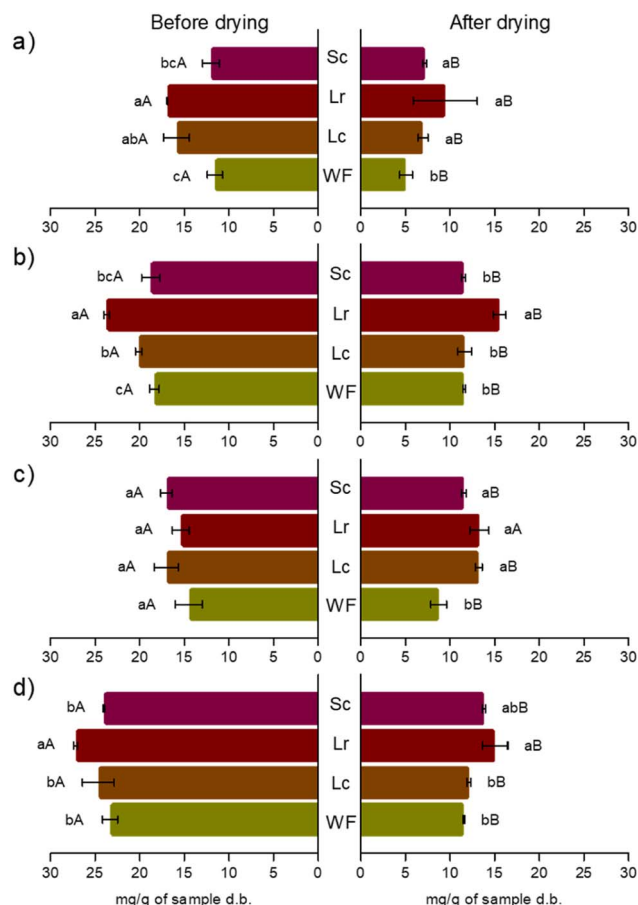 Before drying After drying
a)
bcA Sc aB
aA Lr aB
abA Lc aB
cA WF bB
30 25 20 15 10 5 0 0 5 10 15 20 25 30
b)
bcA Sc bB
aA Lr aB
bA Lc bB
cA WF bB
30 25 20 15 10 5 0 0 5 10 15 20 25 30
c)
aA Sc aB
aA Lr aA
aA Lc aB
aA WF bB
30 25 20 15 10 5 0 0 5 10 15 20 25 30
d)
bA Sc abB
aA Lr aB
bA Lc bB
bA WF bB
30 25 20 15 10 5 0 0 5 10 15 20 25 30
mg/g of sample d.b. mg/g of sample d.b.